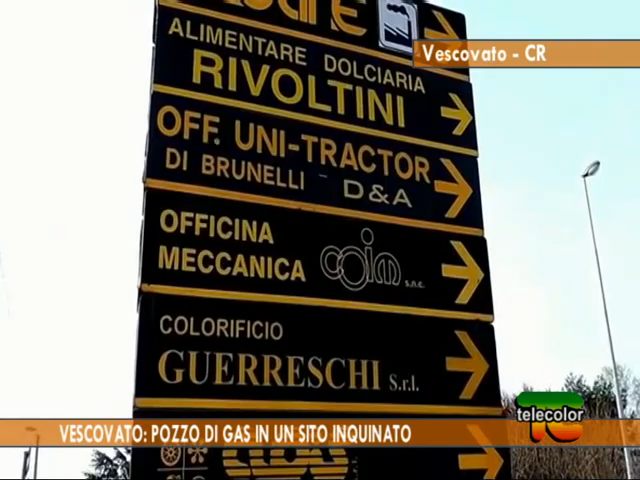 Vescovato - CR
ALIMENTARE DOLCIARIA
RIVOLTINI
OFF. UNI-TRACTOR
DI BRUNELLI - D&A
OFFICINA
MECCANICA coim s.n.c.
COLORIFICIO
GUERRESCHI S.r.l.
telecolor
VESCOVATO: POZZO DI GAS IN UN SITO INQUINATO